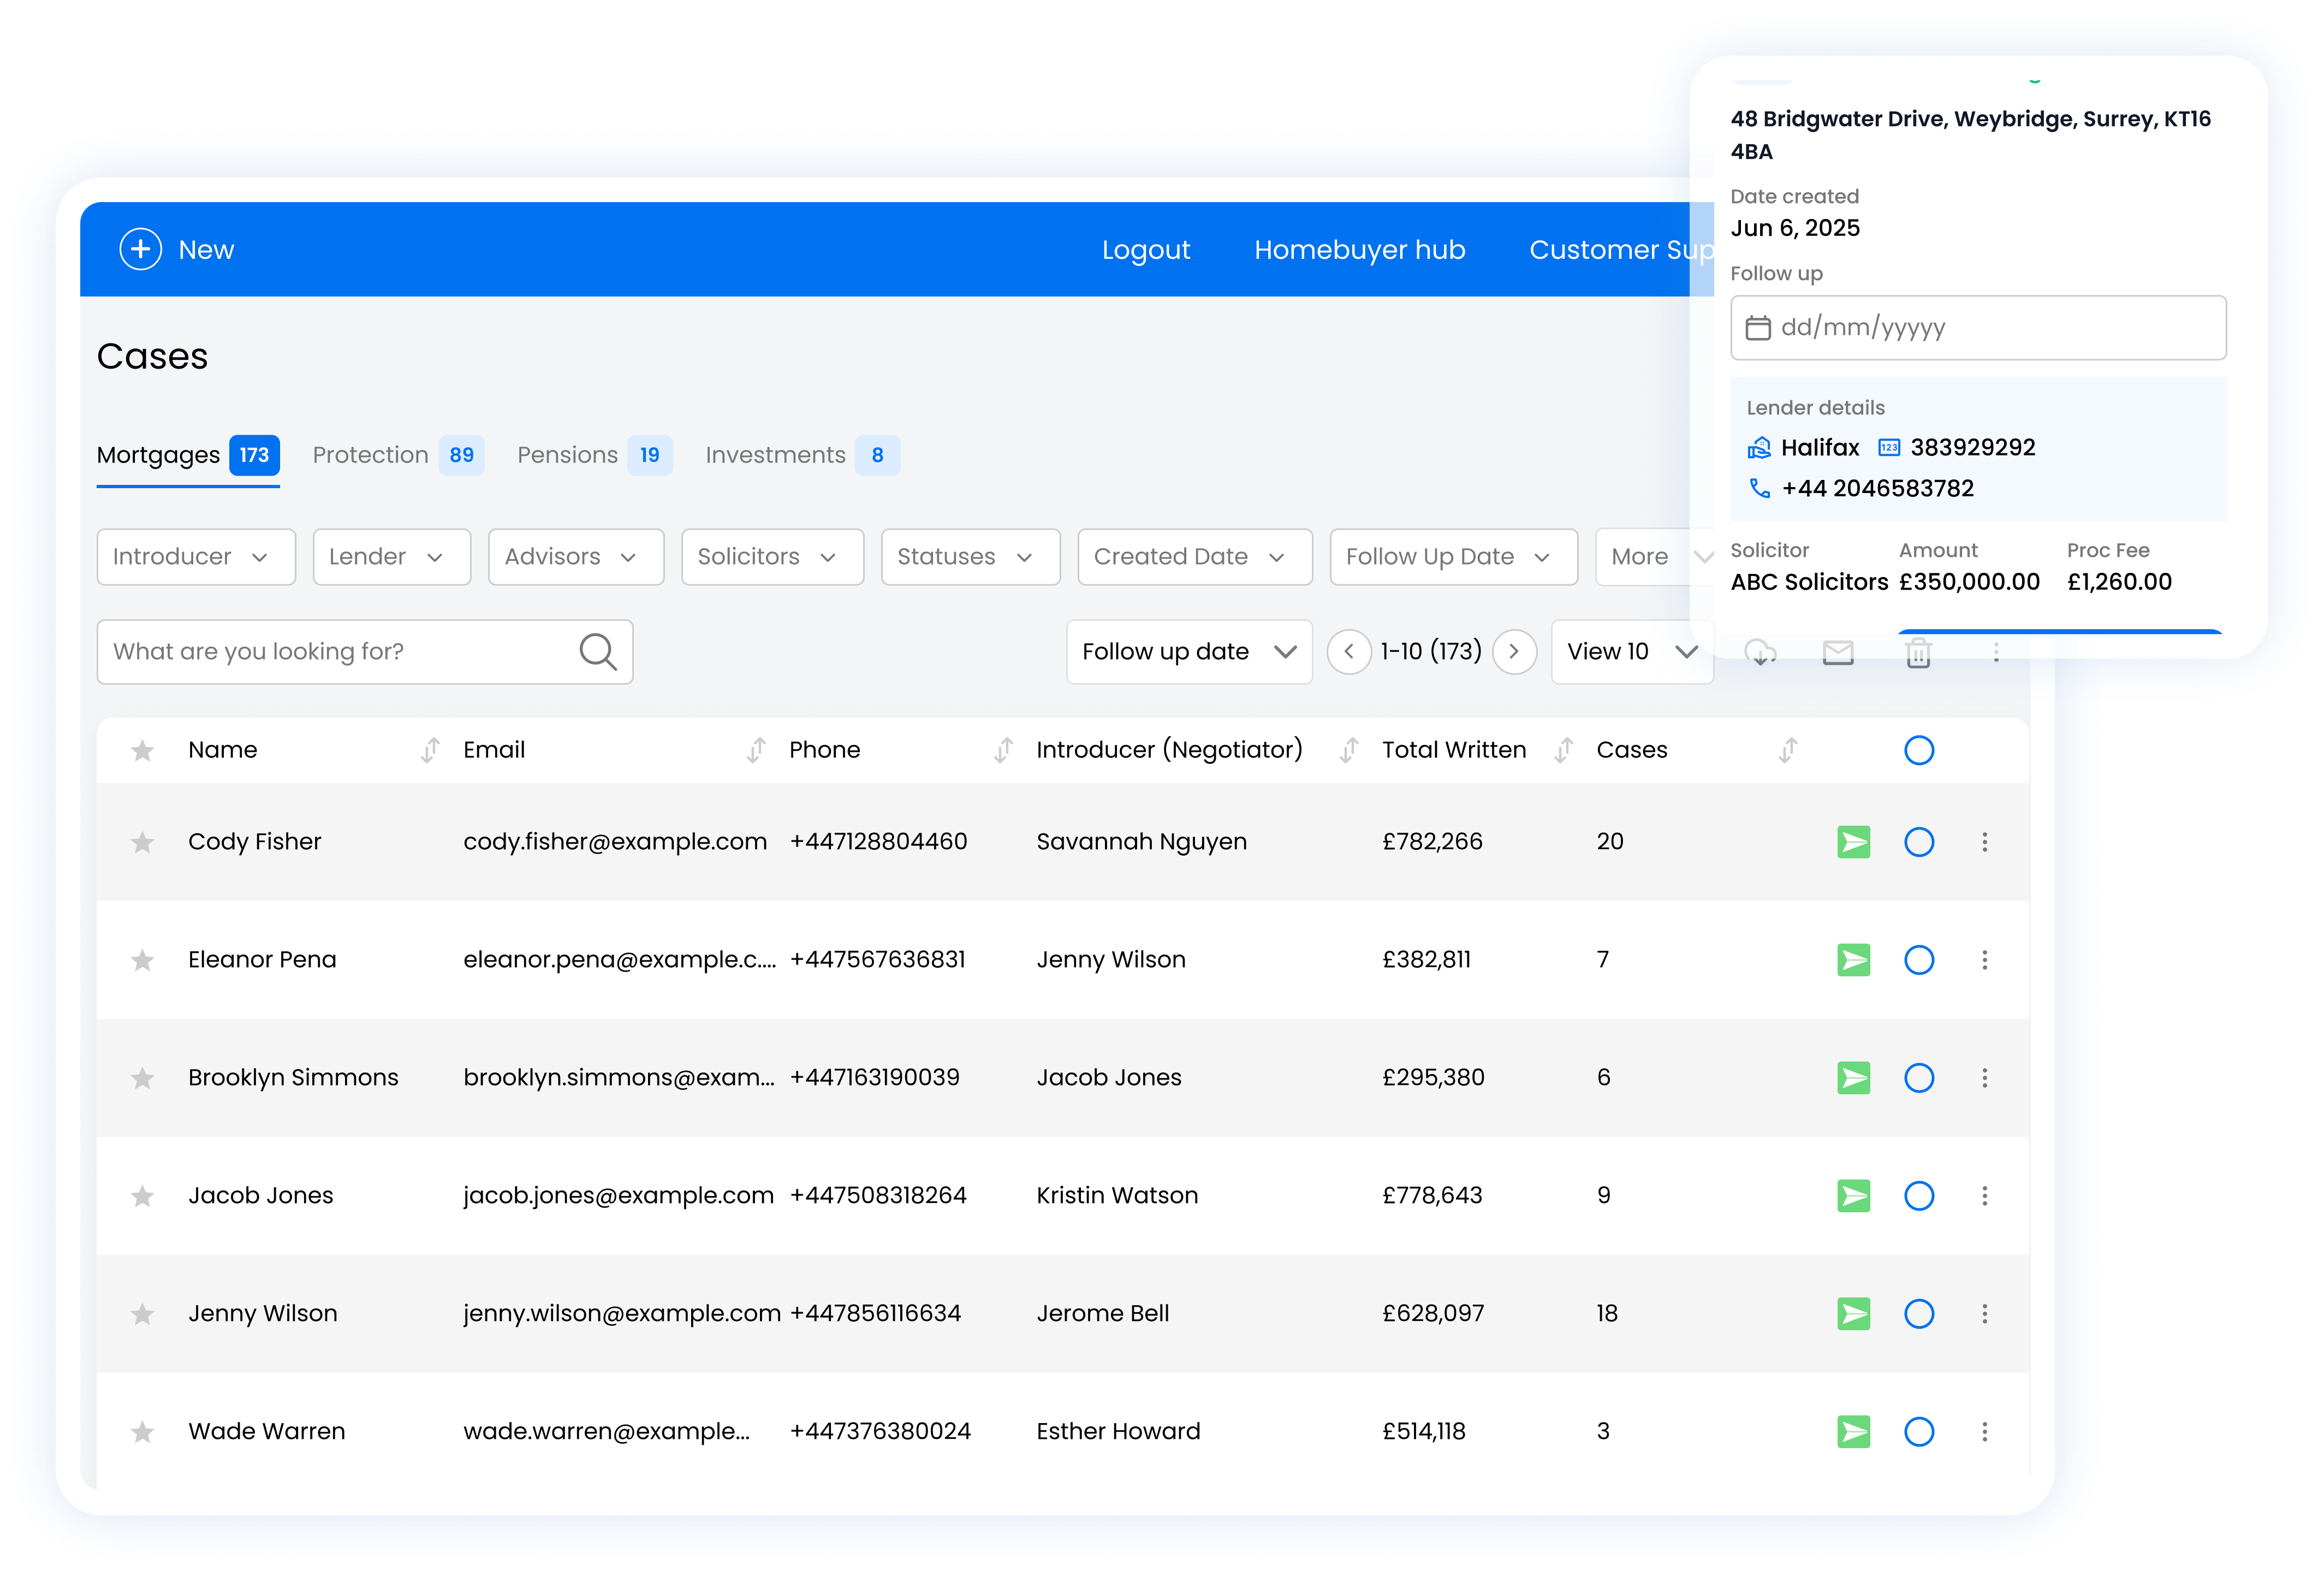 48 Bridgwater Drive, Weybridge, Surrey, KT16
4BA
Date created
Jun 6, 2025
Follow up
dd/mm/yyyyy
Lender details
Halifax 123 383929292
+44 2046583782
Solicitor Amount Proc Fee
ABC Solicitors £350,000.00 £1,260.00
New Logout Homebuyer hub Customer Sup
Cases
Mortgages 173 Protection 89 Pensions 19 Investments 8
Introducer Lender Advisors Solicitors Statuses Created Date Follow Up Date More
What are you looking for? Follow up date 1-10 (173) View 10
Name Email Phone Introducer (Negotiator) Total Written Cases
Cody Fisher cody.fisher@example.com +447128804460 Savannah Nguyen £782,266 20
Eleanor Pena eleanor.pena@example.c.... +447567636831 Jenny Wilson £382,811 7
Brooklyn Simmons brooklyn.simmons@exam... +447163190039 Jacob Jones £295,380 6
Jacob Jones jacob.jones@example.com +447508318264 Kristin Watson £778,643 9
Jenny Wilson jenny.wilson@example.com +447856116634 Jerome Bell £628,097 18
Wade Warren wade.warren@example... +447376380024 Esther Howard £514,118 3